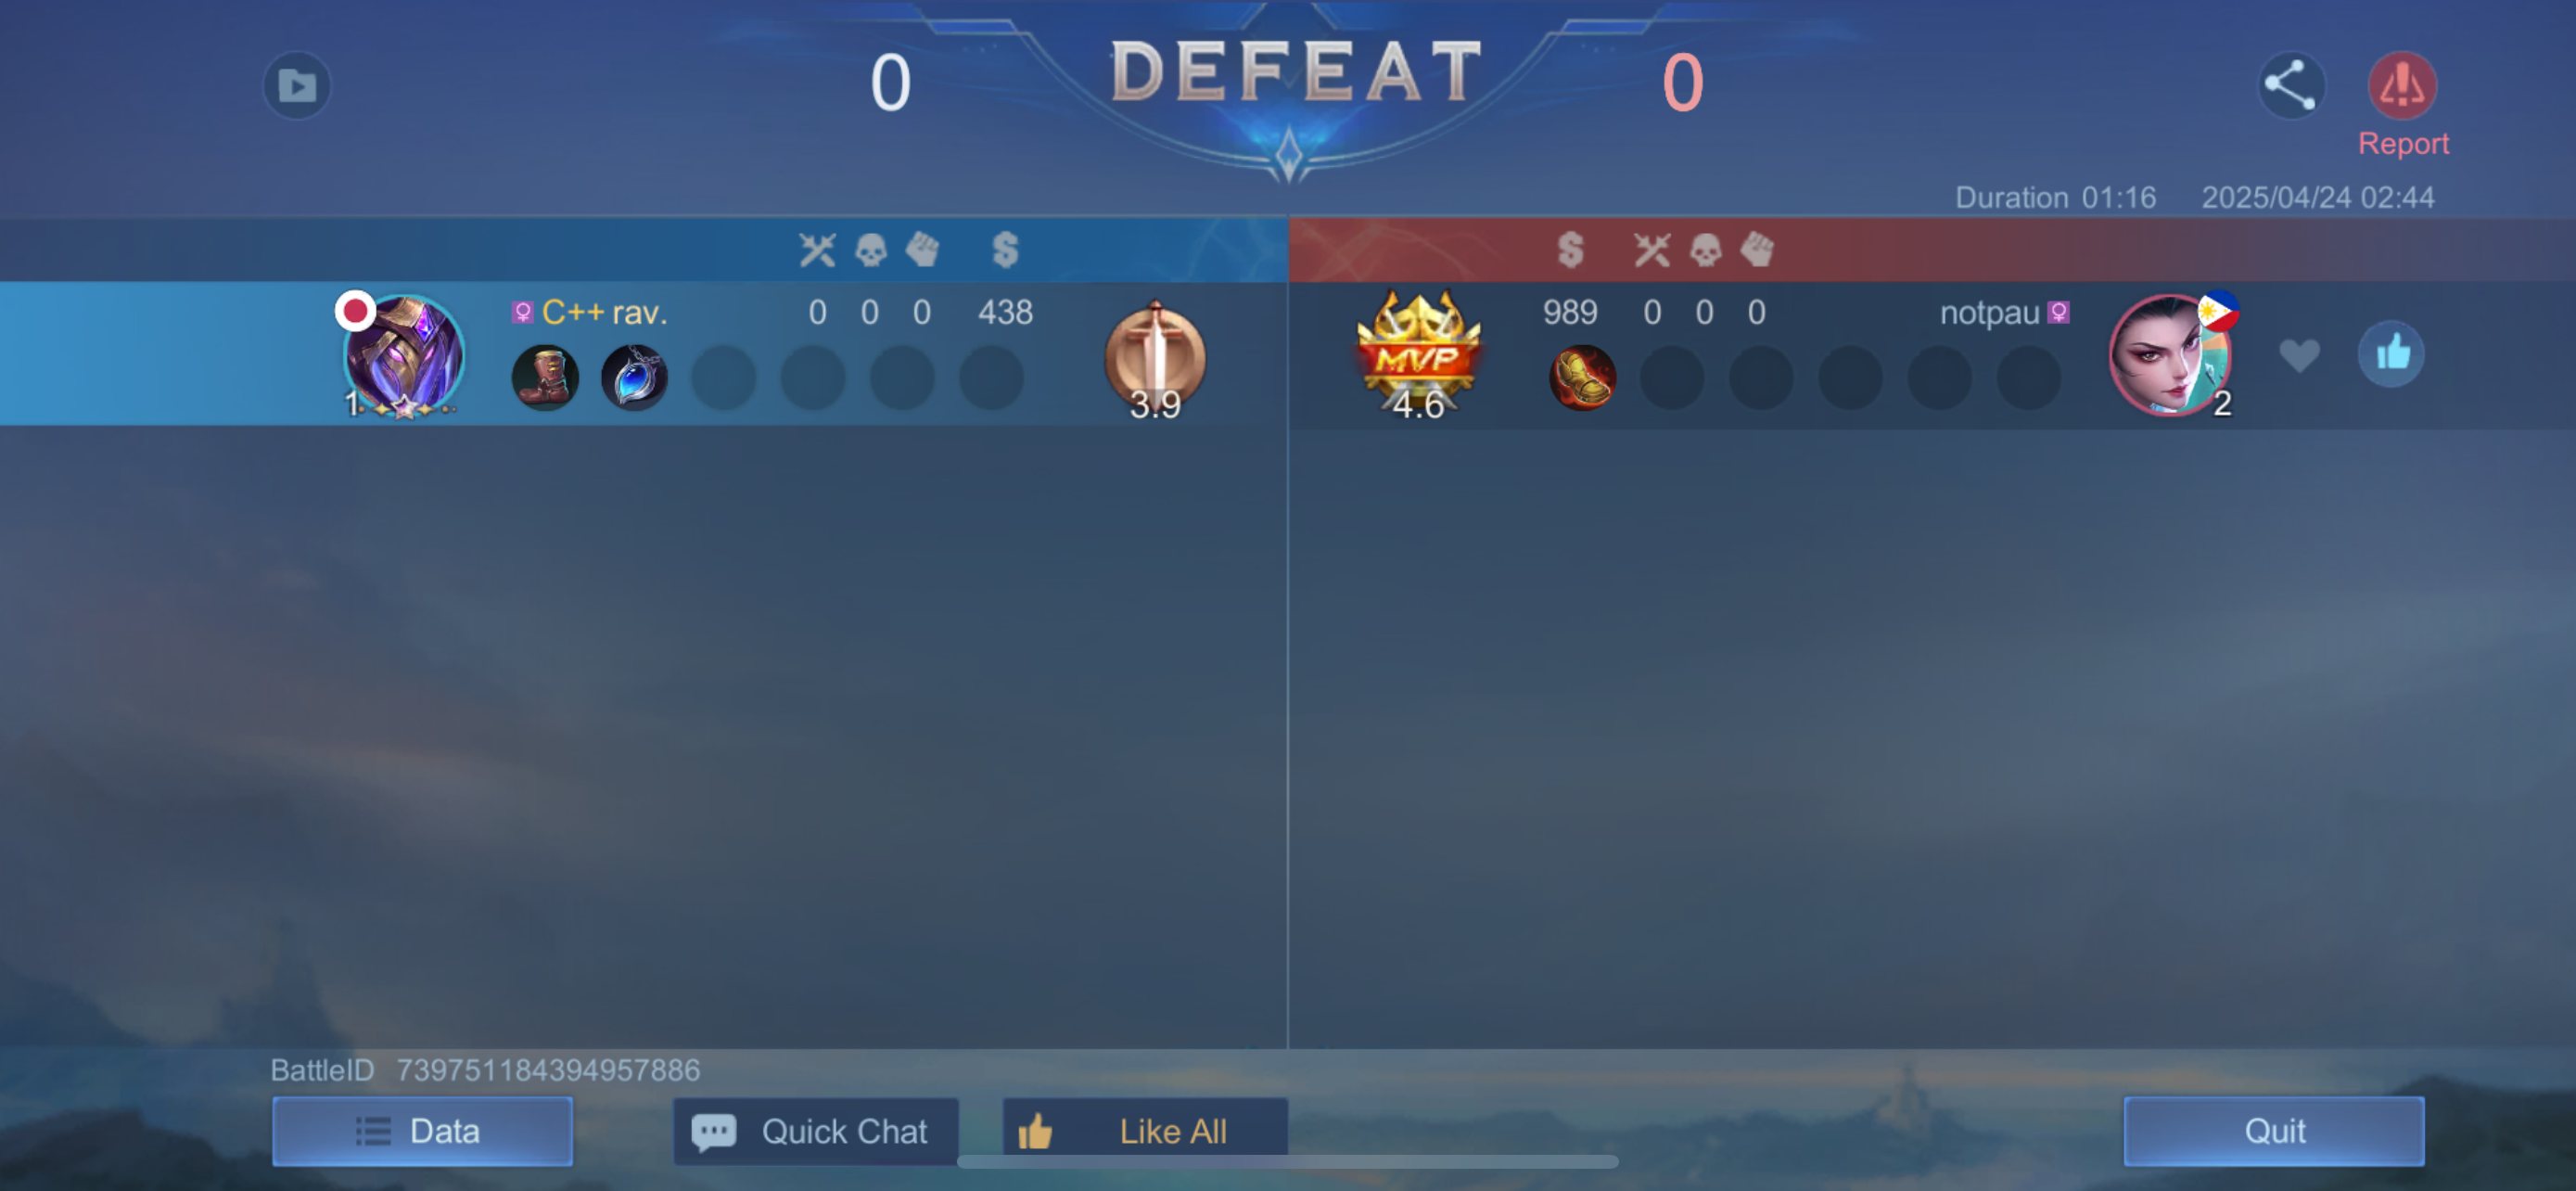 0 DEFEAT 0
Report
Duration 01:16 2025/04/24 02:44
C++ rav. 0 0 0 438
989 0 0 0 notpau
1 3.9
MVP
4.6 2
BattleID 739751184394957886
Data Quick Chat Like All Quit